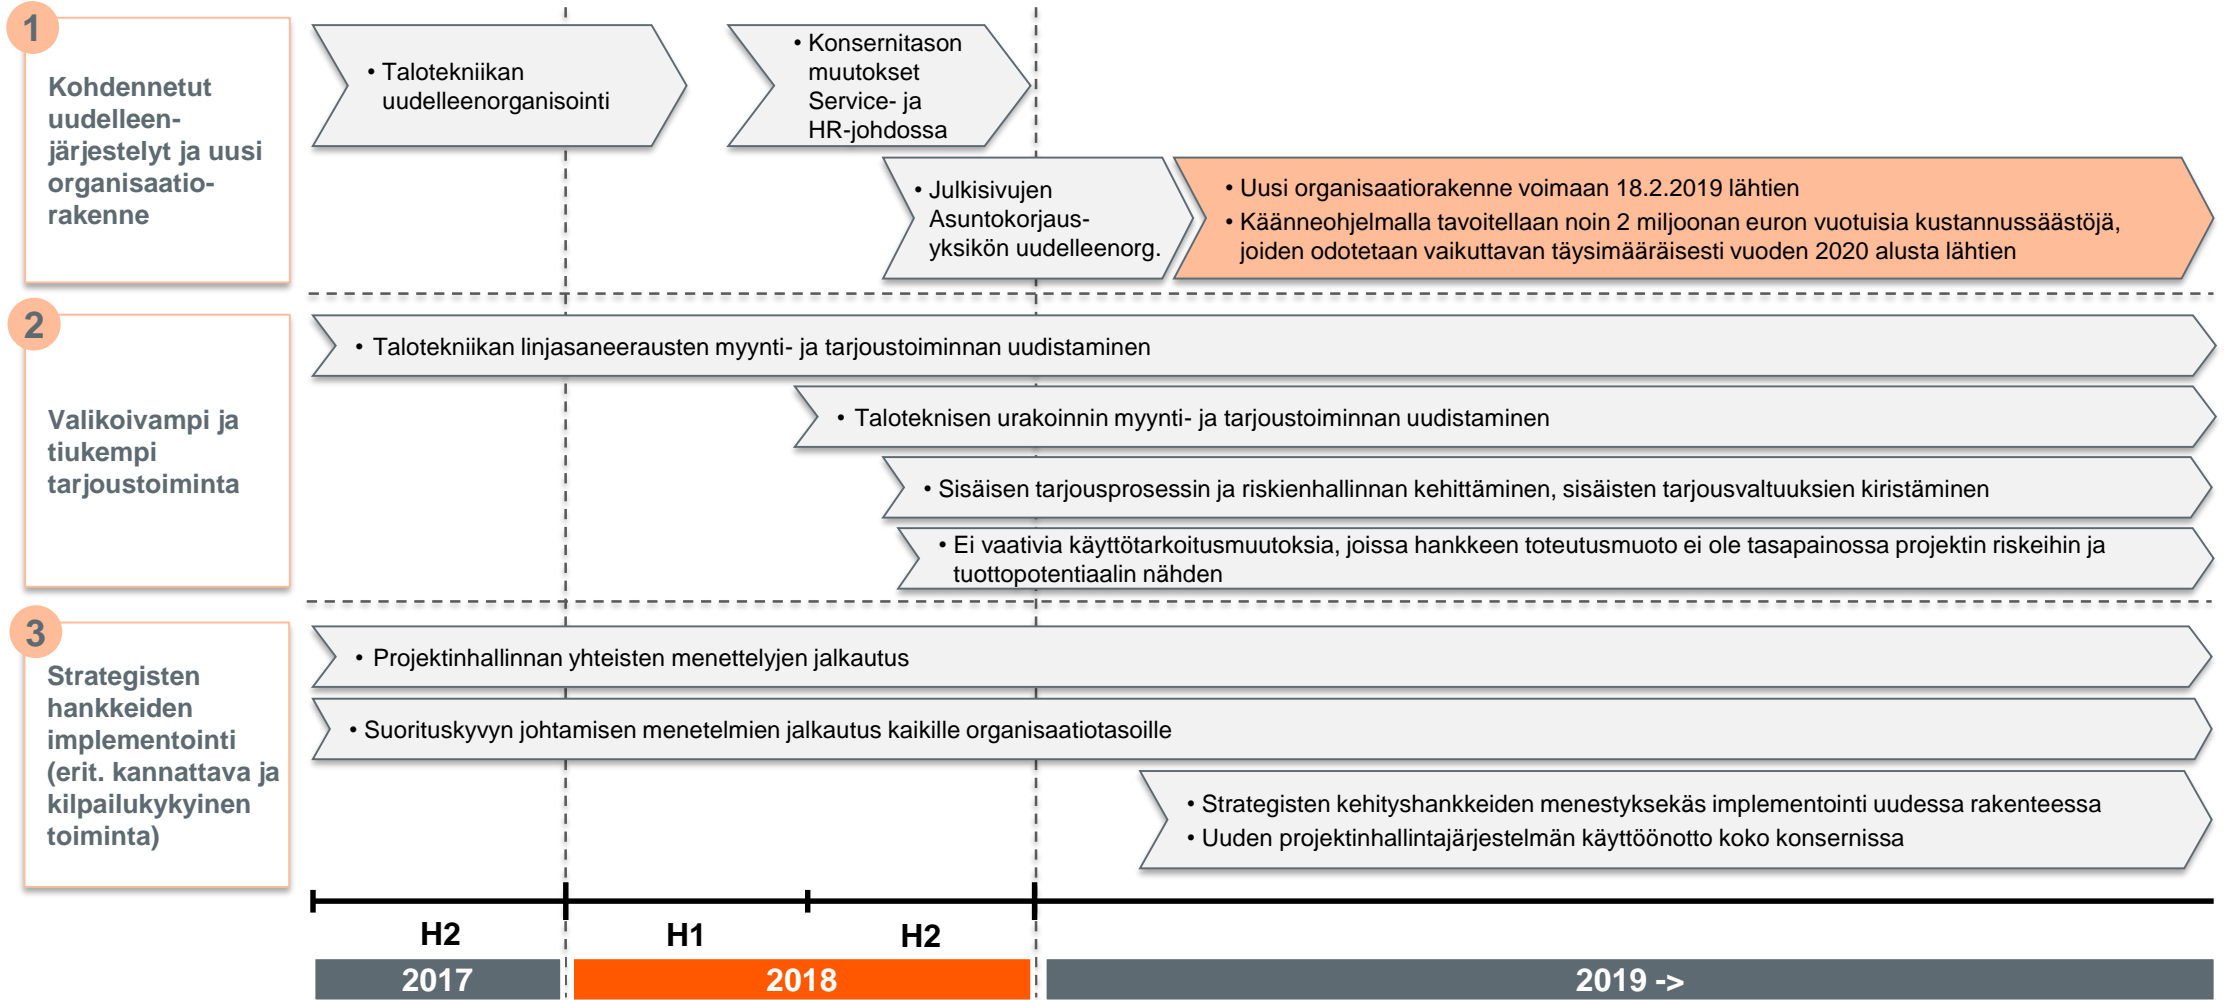 1
Kohdennetut
uudelleen-
järjestelyt ja uusi
organisaatio-
rakenne
• Talotekniikan
uudelleenorganisointi
• Konsernitason
muutokset
Service- ja
HR-johdossa
• Julkisivujen
Asuntokorjaus-
yksikön uudelleenorg.
• Uusi organisaatiorakenne voimaan 18.2.2019 lähtien
• Käänneohjelmalla tavoitellaan noin 2 miljoonan euron vuotuisia kustannussäästöjä,
joiden odotetaan vaikuttavan täysimääräisesti vuoden 2020 alusta lähtien
2
Valikoivampi ja
tiukempi
tarjoustoiminta
• Talotekniikan linjasaneerausten myynti- ja tarjoustoiminnan uudistaminen
• Taloteknisen urakoinnin myynti- ja tarjoustoiminnan uudistaminen
• Sisäisen tarjousprosessin ja riskienhallinnan kehittäminen, sisäisten tarjousvaltuuksien kiristäminen
• Ei vaativia käyttötarkoitusmuutoksia, joissa hankkeen toteutusmuoto ei ole tasapainossa projektin riskeihin ja
tuottopotentiaalin nähden
3
Strategisten
hankkeiden
implementointi
(erit. kannattava ja
kilpailukykyinen
toiminta)
• Projektinhallinnan yhteisten menettelyjen jalkautus
• Suorituskyvyn johtamisen menetelmien jalkautus kaikille organisaatiotasoille
• Strategisten kehityshankkeiden menestyksekäs implementointi uudessa rakenteessa
• Uuden projektinhallintajärjestelmän käyttöönotto koko konsernissa
H2
H1
H2
2017
2018
2019 ->